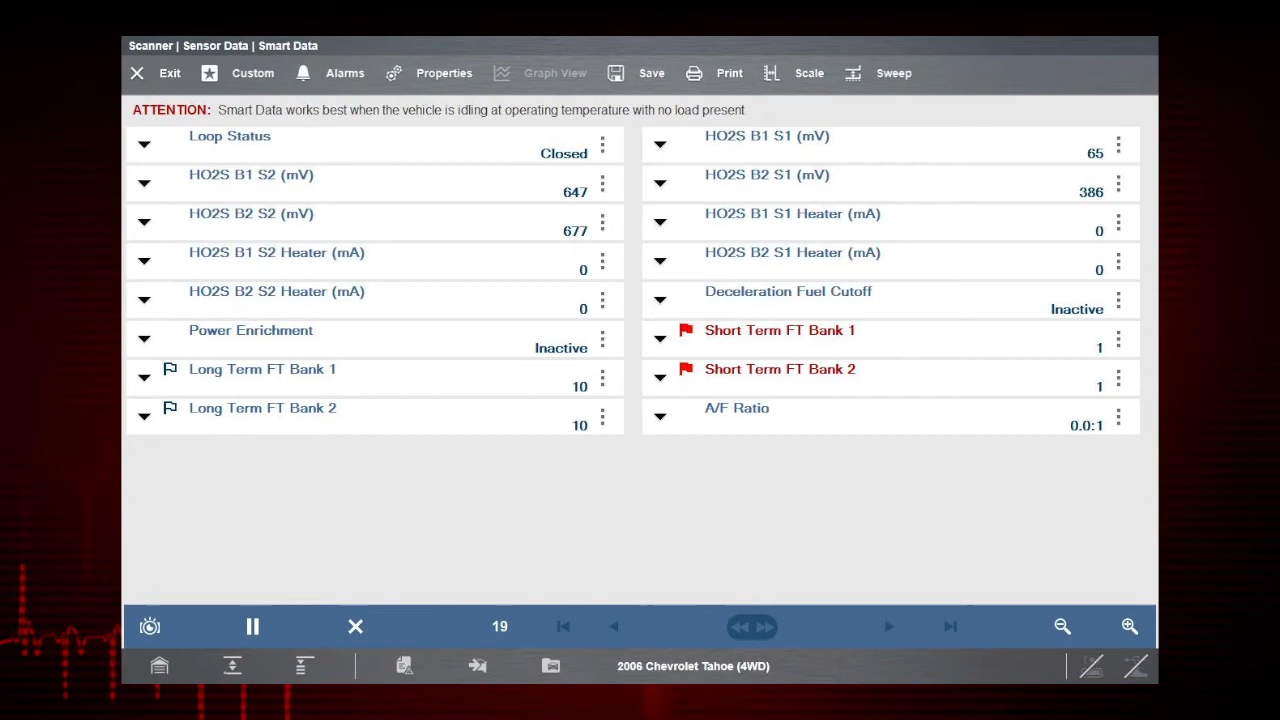 Scanner | Sensor Data | Smart Data
Exit Custom Alarms Properties Graph View Save Print Scale Sweep
ATTENTION: Smart Data works best when the vehicle is idling at operating temperature with no load present
Loop Status
Closed
HO2S B1 S1 (mV)
65
HO2S B1 S2 (mV)
647
HO2S B2 S1 (mV)
386
HO2S B2 S2 (mV)
677
HO2S B1 S1 Heater (mA)
0
HO2S B1 S2 Heater (mA)
0
HO2S B2 S1 Heater (mA)
0
HO2S B2 S2 Heater (mA)
0
Deceleration Fuel Cutoff
Inactive
Power Enrichment
Inactive
Short Term FT Bank 1
1
Long Term FT Bank 1
10
Short Term FT Bank 2
1
Long Term FT Bank 2
10
A/F Ratio
0.0:1
19
2006 Chevrolet Tahoe (4WD)